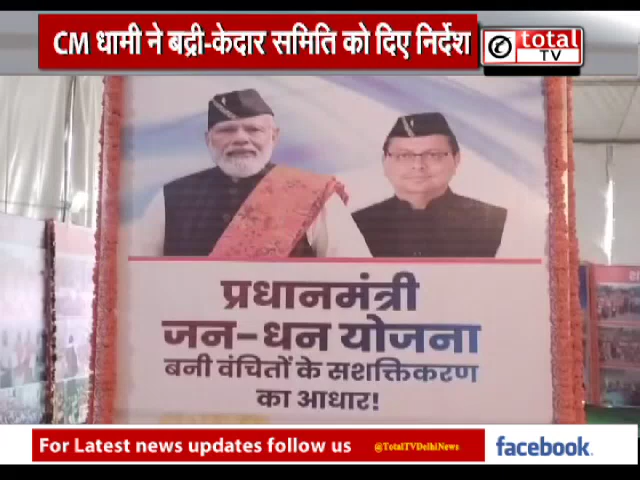 CM धामी ने बद्री-केदार समिति को दिए निर्देश
total
TV
प्रधानमंत्री
जन-धन योजना
बनी वंचितों के सशक्तिकरण
का आधार!
For Latest news updates follow us
@TotalTVDelhiNews
facebook